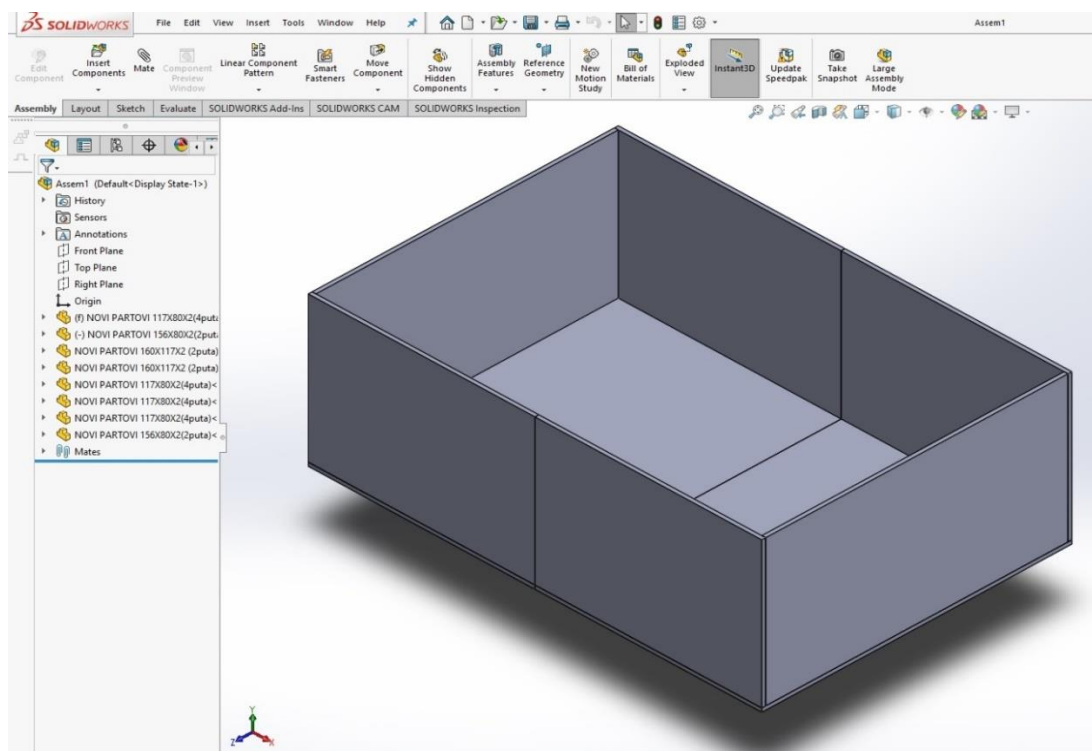 SOLIDWORKS File Edit View Insert Tools Window Help Assem1
Edit Component
Insert Components
Mate
Component Preview Window
Linear Component Pattern
Smart Fasteners
Move Component
Show Hidden Components
Assembly Features
Reference Geometry
New Motion Study
Bill of Materials
Exploded View
Instant3D
Update Speedpak
Take Snapshot
Large Assembly Mode
Assembly Layout Sketch Evaluate SOLIDWORKS Add-Ins SOLIDWORKS CAM SOLIDWORKS Inspection
Assem1 (Default<Display State-1>)
History
Sensors
Annotations
Front Plane
Top Plane
Right Plane
Origin
(f) NOVI PARTOVI 117X80X2(4puta
(-) NOVI PARTOVI 156X80X2(2puta
NOVI PARTOVI 160X117X2 (2puta)
NOVI PARTOVI 160X117X2 (2puta)
NOVI PARTOVI 117X80X2(4puta)<
NOVI PARTOVI 117X80X2(4puta)<
NOVI PARTOVI 117X80X2(4puta)<
NOVI PARTOVI 156X80X2(2puta)<
Mates
Y
Z X